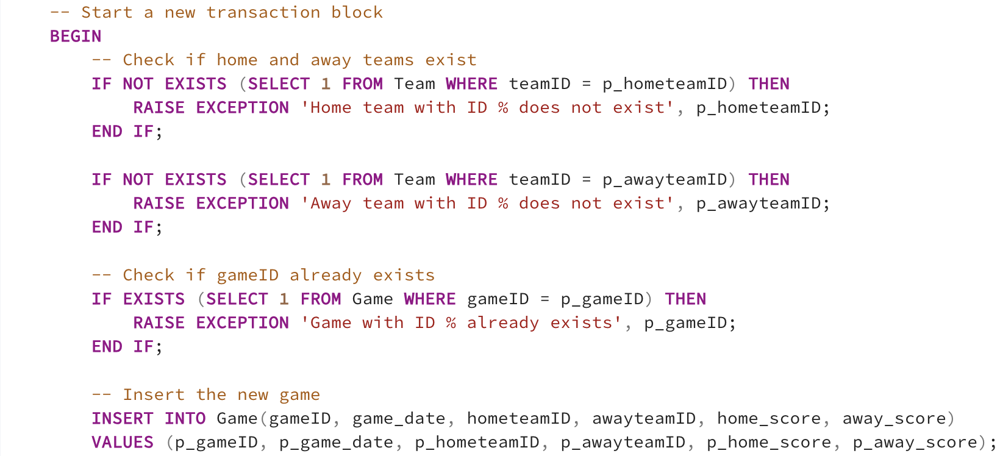 -- Start a new transaction block
BEGIN
-- Check if home and away teams exist
IF NOT EXISTS (SELECT 1 FROM Team WHERE teamID = p_hometeamID) THEN
RAISE EXCEPTION 'Home team with ID % does not exist', p_hometeamID;
END IF;
IF NOT EXISTS (SELECT 1 FROM Team WHERE teamID = p_awayteamID) THEN
RAISE EXCEPTION 'Away team with ID % does not exist', p_awayteamID;
END IF;
-- Check if gameID already exists
IF EXISTS (SELECT 1 FROM Game WHERE gameID = p_gameID) THEN
RAISE EXCEPTION 'Game with ID % already exists', p_gameID;
END IF;
-- Insert the new game
INSERT INTO Game(gameID, game_date, hometeamID, awayteamID, home_score, away_score)
VALUES (p_gameID, p_game_date, p_hometeamID, p_awayteamID, p_home_score, p_away_score);